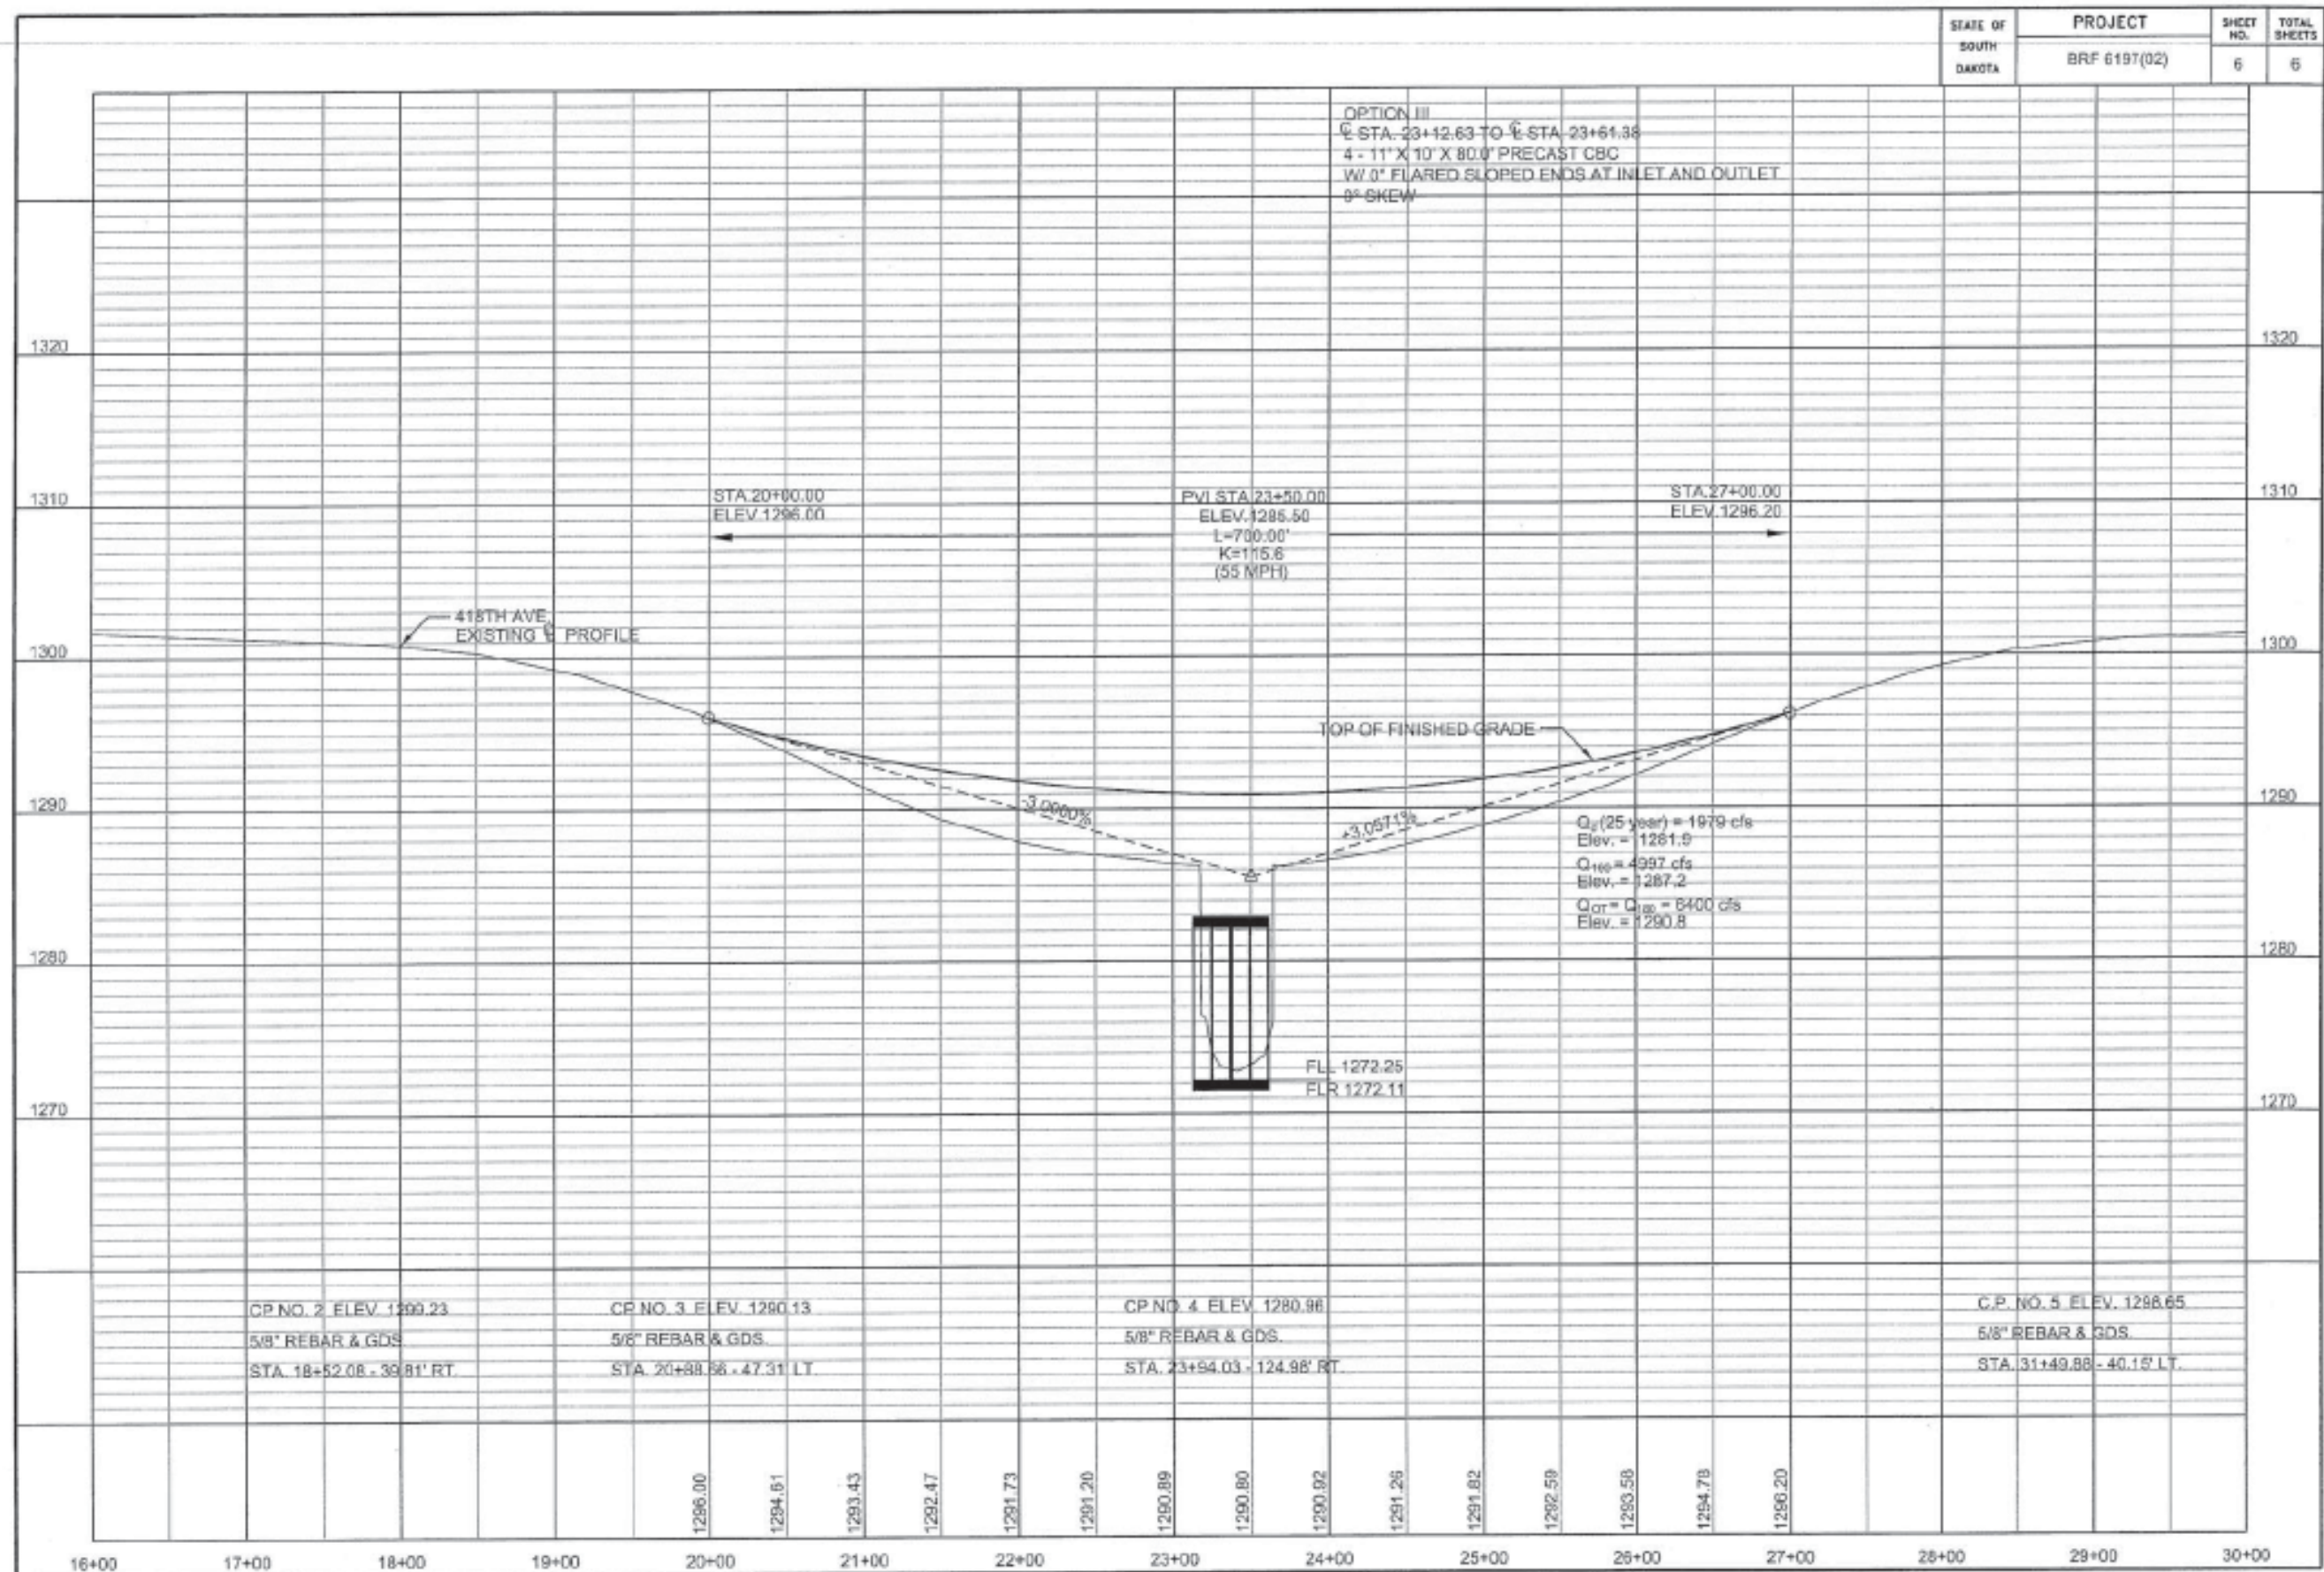 STATE OF
SOUTH
DAKOTA
PROJECT
BRF 6197(02)
SHEET
NO.
6
TOTAL
SHEETS
6
OPTION III
℄ STA. 23+12.63 TO ℄ STA. 23+61.38
4 - 11' X 10' X 80.0' PRECAST CBC
W/ 0° FLARED SLOPED ENDS AT INLET AND OUTLET
0° SKEW
1320
1320
1310
1310
STA.20+00.00
ELEV.1296.00
PVI STA.23+50.00
ELEV.1285.50
L=700.00'
K=115.6
(55 MPH)
STA.27+00.00
ELEV.1296.20
418TH AVE
EXISTING ℄ PROFILE
1300
1300
TOP OF FINISHED GRADE
1290
1290
-3.0000%
+3.0571%
Q₂(25 year) = 1979 cfs
Elev. = 1281.9
Q₁₀₀ = 4997 cfs
Elev. = 1287.2
= 6400 cfs
Elev. = 1290.8
1280
1280
FLL 1272.25
FLR 1272.11
1270
1270
CP NO. 2 ELEV. 1299.23
5/8" REBAR & GDS.
STA. 18+52.08 - 39.81' RT.
CP NO. 3 ELEV. 1290.13
5/8" REBAR & GDS.
STA. 20+88.66 - 47.31' LT.
CP NO. 4 ELEV. 1280.96
5/8" REBAR & GDS.
STA. 23+94.03 - 124.98' RT.
C.P. NO. 5 ELEV. 1298.65
5/8" REBAR & GDS.
STA. 31+49.88 - 40.15' LT.
1296.00
1294.61
1293.43
1292.47
1291.73
1291.20
1290.89
1290.80
1290.92
1291.26
1291.82
1292.59
1293.58
1294.78
1296.20
16+00
17+00
18+00
19+00
20+00
21+00
22+00
23+00
24+00
25+00
26+00
27+00
28+00
29+00
30+00